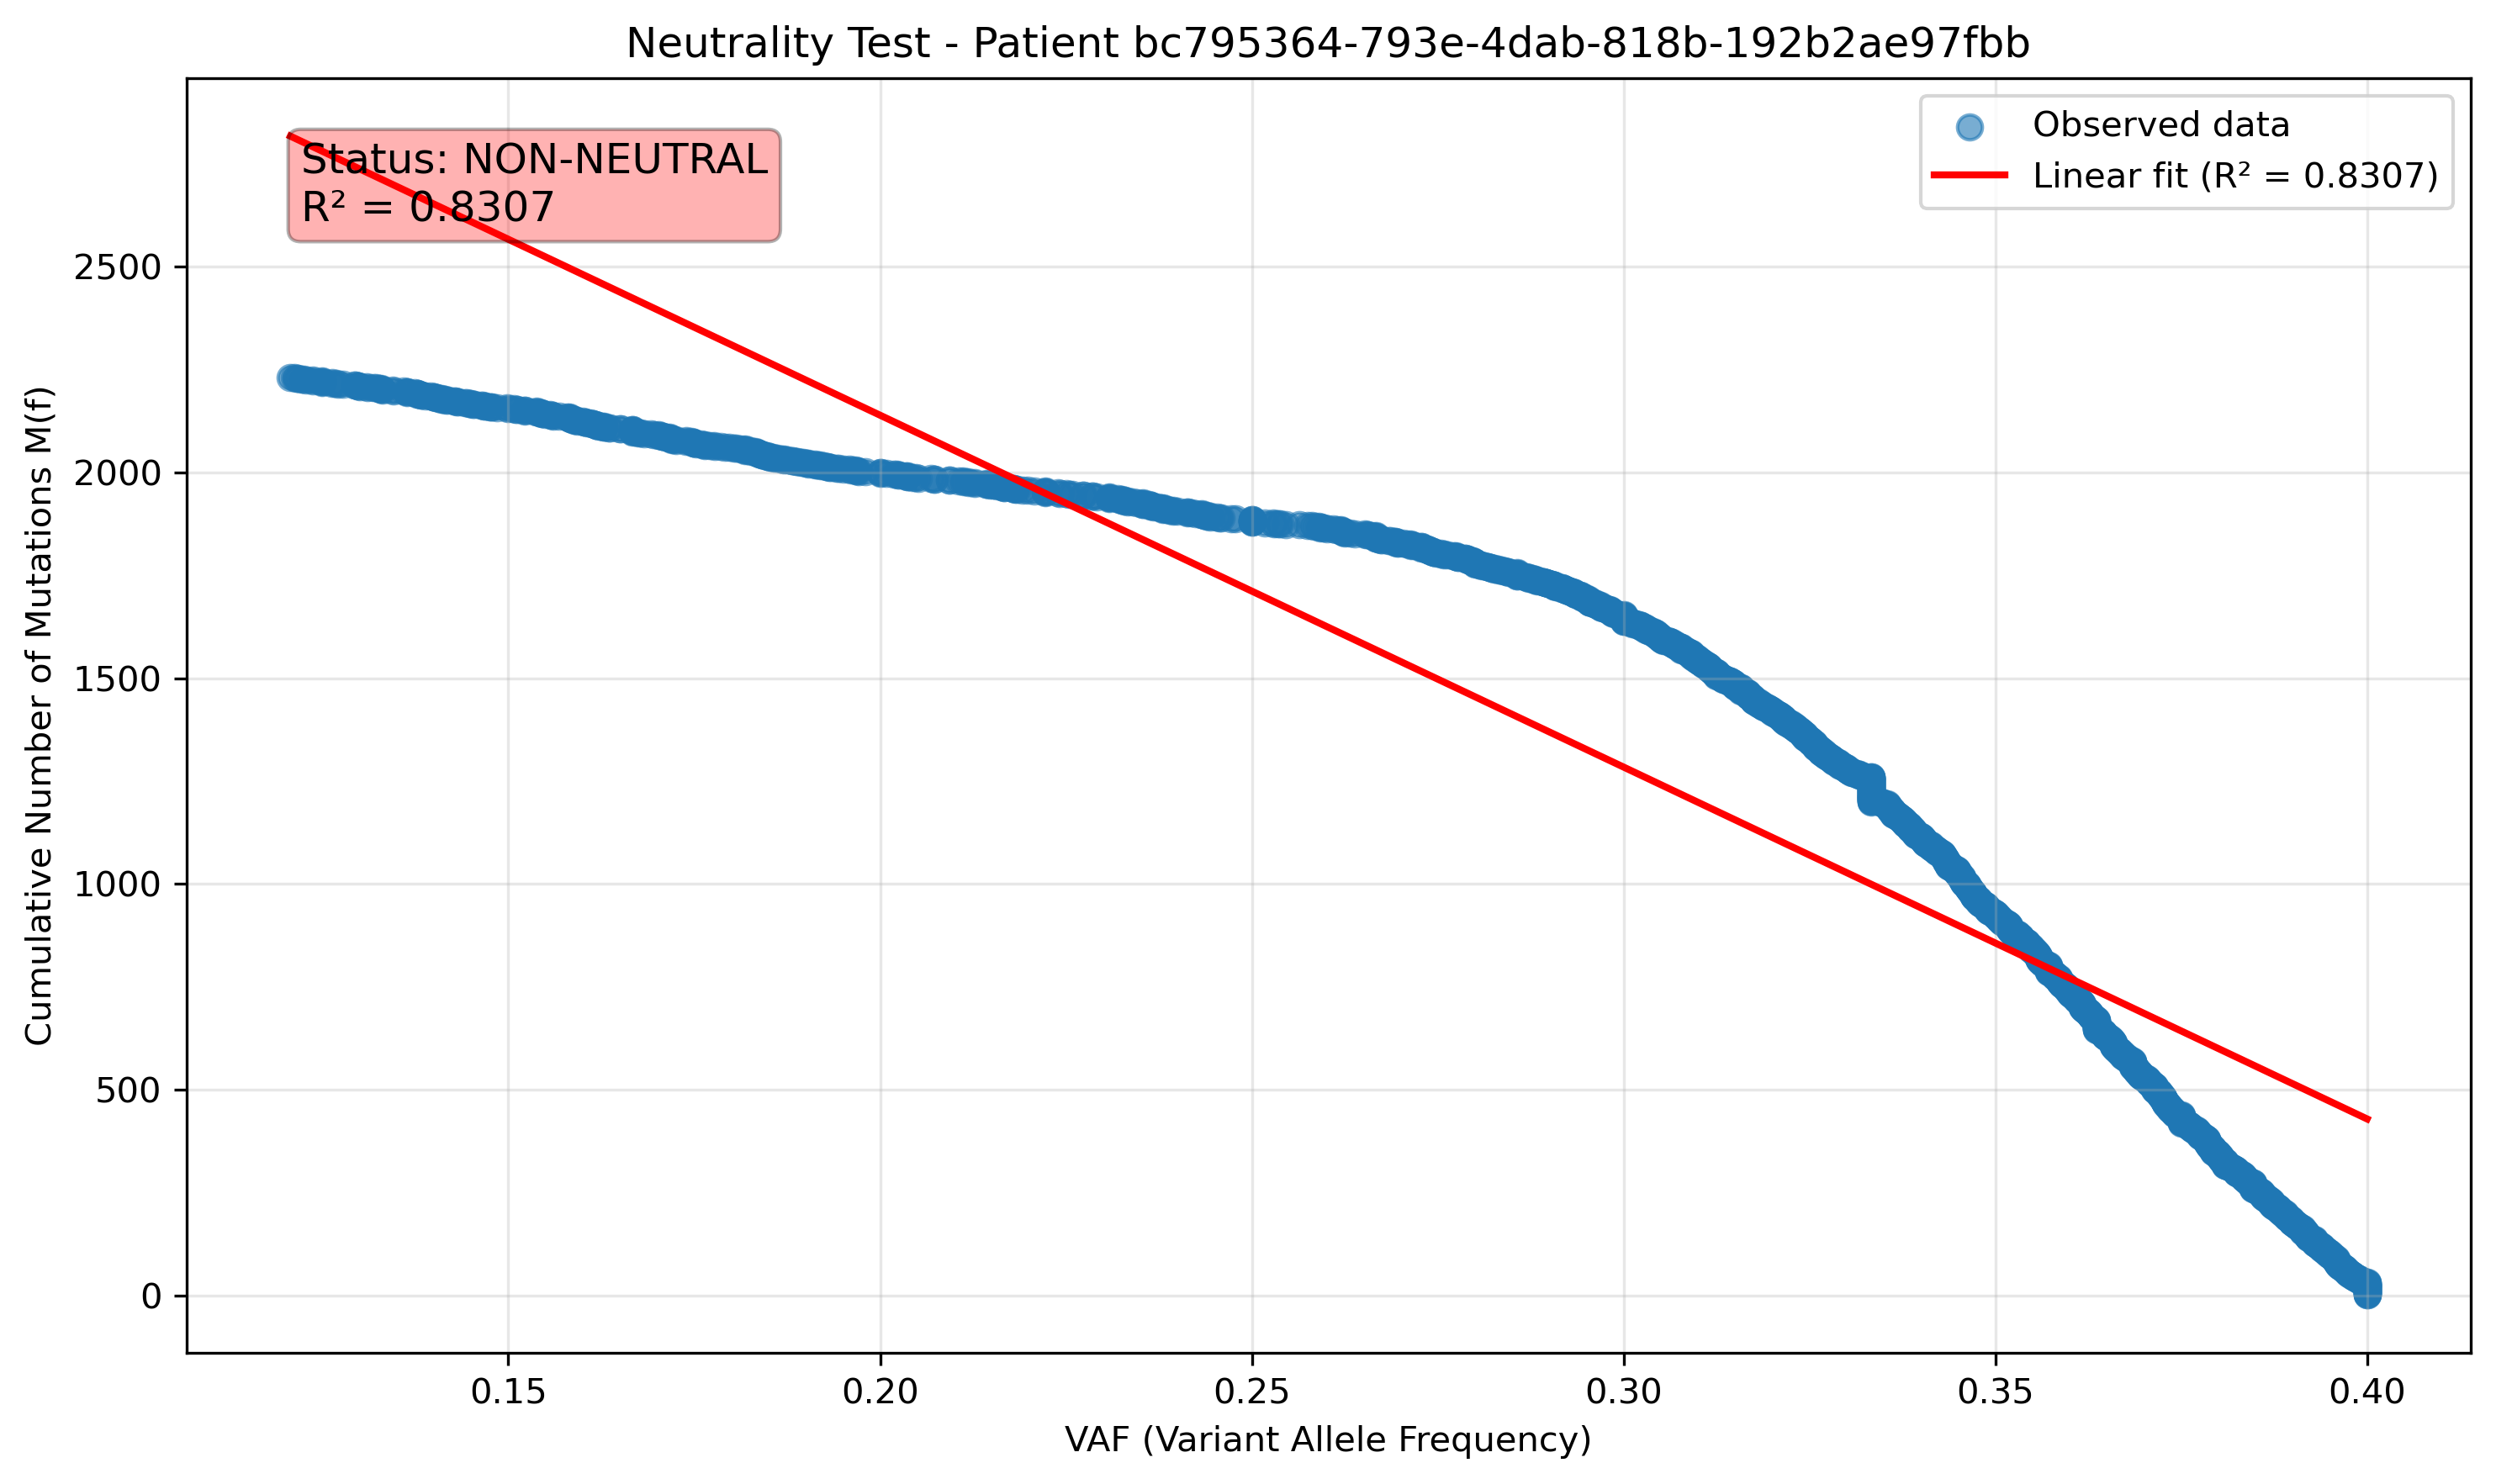 Neutrality Test - Patient bc795364-793e-4dab-818b-192b2ae97fbb
Status: NON-NEUTRAL
R² = 0.8307
Observed data
Linear fit (R² = 0.8307)
Cumulative Number of Mutations M(f)
2500
2000
1500
1000
500
0
0.15
0.20
0.25
0.30
0.35
0.40
VAF (Variant Allele Frequency)